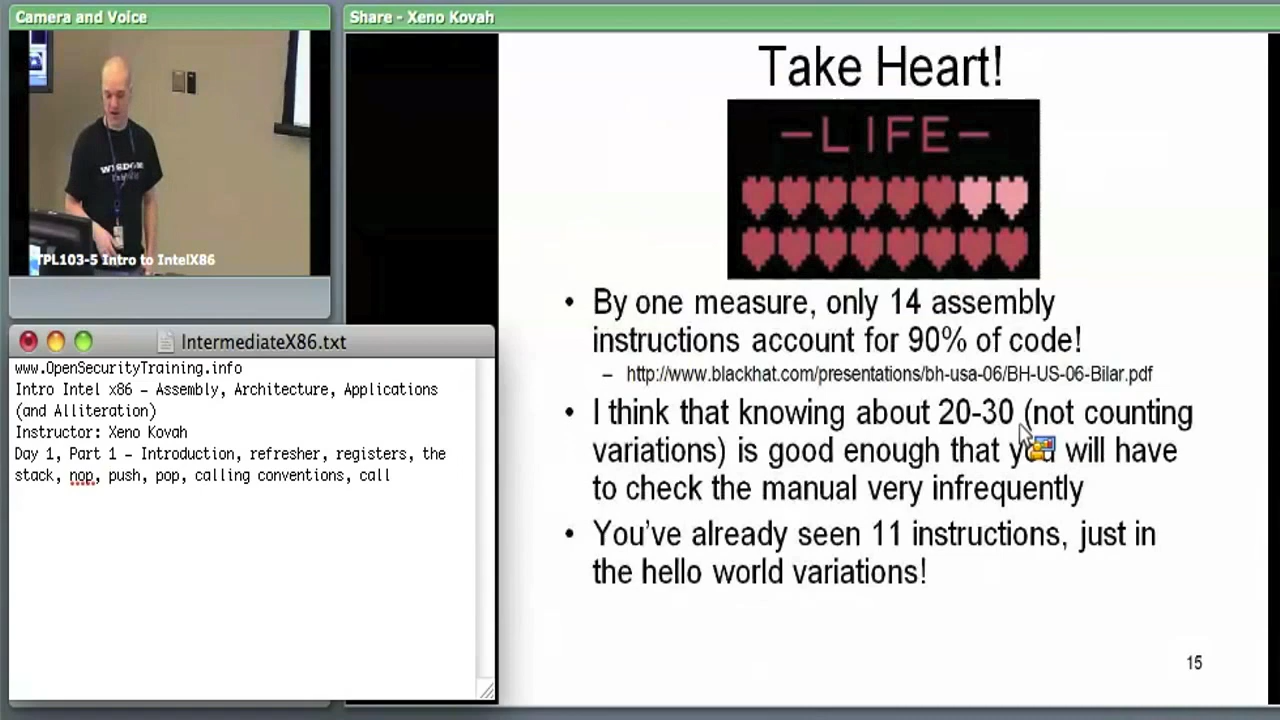 Camera and Voice
Share - Xeno Kovah
WISDOM
TPL103-5 Intro to IntelX86
IntermediateX86.txt
www.OpenSecurityTraining.info
Intro Intel x86 – Assembly, Architecture, Applications
(and Alliteration)
Instructor: Xeno Kovah
Day 1, Part 1 – Introduction, refresher, registers, the
stack, nop, push, pop, calling conventions, call
Take Heart!
–LIFE–
• By one measure, only 14 assembly
instructions account for 90% of code!
– http://www.blackhat.com/presentations/bh-usa-06/BH-US-06-Bilar.pdf
• I think that knowing about 20-30 (not counting
variations) is good enough that you will have
to check the manual very infrequently
• You’ve already seen 11 instructions, just in
the hello world variations!
15